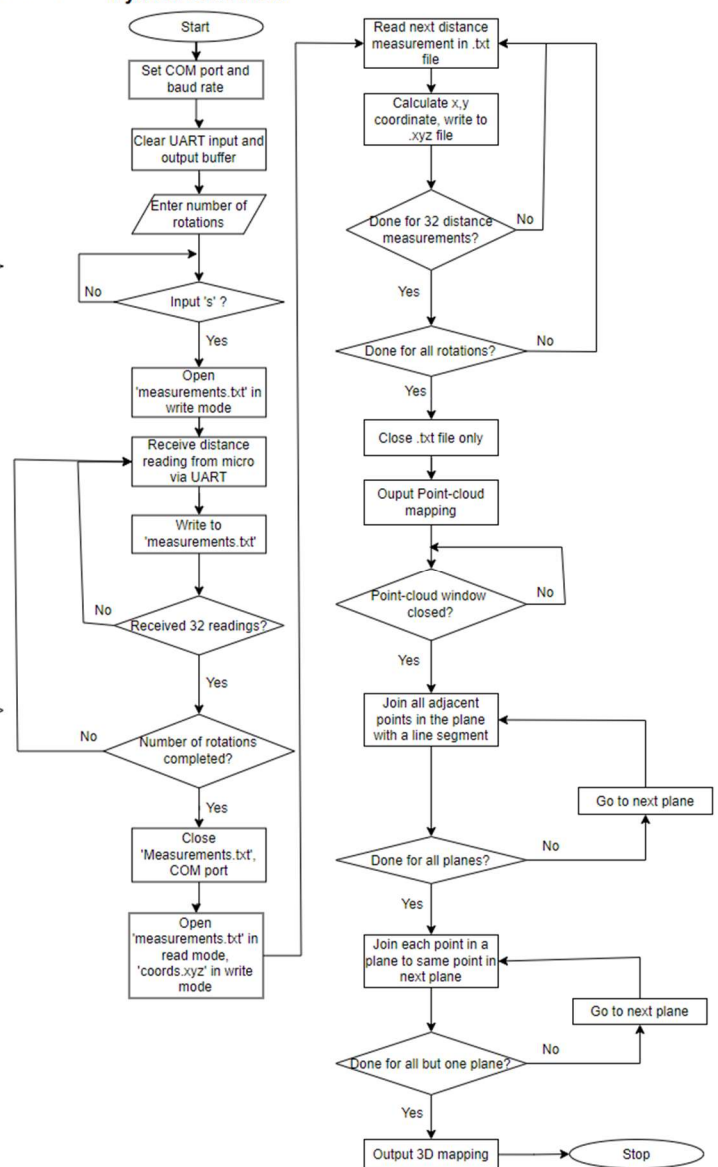 Start
Set COM port and
baud rate
Clear UART input and
output buffer
Enter number of
rotations
No
Input 's' ?
Yes
Open
'measurements.txt' in
write mode
Receive distance
reading from micro
via UART
Write to
'measurements.txt'
No
Received 32 readings?
Yes
No
Number of rotations
completed?
Yes
Close
'Measurements.txt',
COM port
Open
'measurements.txt' in
read mode,
'coords.xyz' in write
mode
Read next distance
measurement in .txt
file
Calculate x,y
coordinate, write to
.xyz file
Done for 32 distance
measurements?
No
Yes
Done for all rotations?
No
Yes
Close .txt file only
Ouput Point-cloud
mapping
Point-cloud window
closed?
No
Yes
Join all adjacent
points in the plane
with a line segment
Go to next plane
Done for all planes?
No
Yes
Join each point in a
plane to same point in
next plane
Go to next plane
Done for all but one plane?
No
Yes
Output 3D mapping
Stop